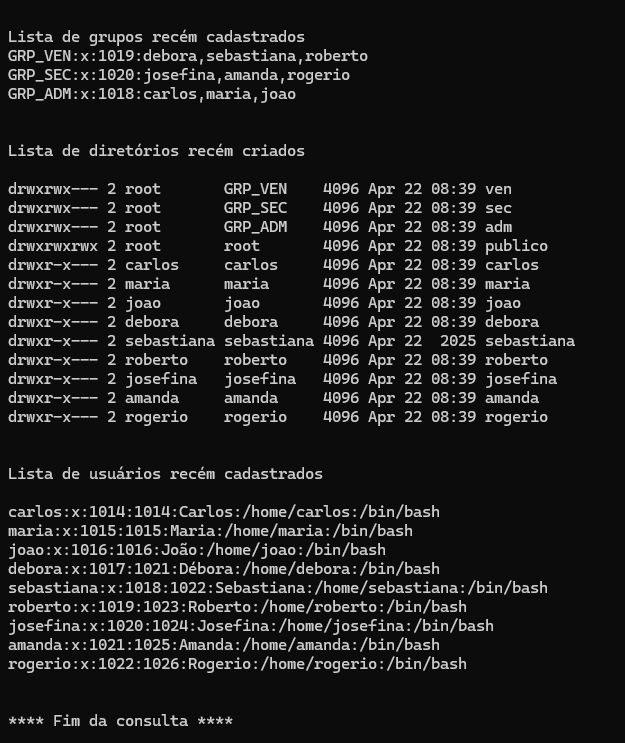 Lista de grupos recém cadastrados
GRP_VEN:x:1019:debora,sebastiana,roberto
GRP_SEC:x:1020:josefina,amanda,rogerio
GRP_ADM:x:1018:carlos,maria,joao
Lista de diretórios recém criados
drwxrwx--- 2 root       GRP_VEN    4096 Apr 22 08:39 ven
drwxrwx--- 2 root       GRP_SEC    4096 Apr 22 08:39 sec
drwxrwx--- 2 root       GRP_ADM    4096 Apr 22 08:39 adm
drwxrwxrwx 2 root       root       4096 Apr 22 08:39 publico
drwxr-x--- 2 carlos     carlos     4096 Apr 22 08:39 carlos
drwxr-x--- 2 maria      maria      4096 Apr 22 08:39 maria
drwxr-x--- 2 joao       joao       4096 Apr 22 08:39 joao
drwxr-x--- 2 debora     debora     4096 Apr 22 08:39 debora
drwxr-x--- 2 sebastiana sebastiana 4096 Apr 22  2025 sebastiana
drwxr-x--- 2 roberto    roberto    4096 Apr 22 08:39 roberto
drwxr-x--- 2 josefina   josefina   4096 Apr 22 08:39 josefina
drwxr-x--- 2 amanda     amanda     4096 Apr 22 08:39 amanda
drwxr-x--- 2 rogerio    rogerio    4096 Apr 22 08:39 rogerio
Lista de usuários recém cadastrados
carlos:x:1014:1014:Carlos:/home/carlos:/bin/bash
maria:x:1015:1015:Maria:/home/maria:/bin/bash
joao:x:1016:1016:João:/home/joao:/bin/bash
debora:x:1017:1021:Débora:/home/debora:/bin/bash
sebastiana:x:1018:1022:Sebastiana:/home/sebastiana:/bin/bash
roberto:x:1019:1023:Roberto:/home/roberto:/bin/bash
josefina:x:1020:1024:Josefina:/home/josefina:/bin/bash
amanda:x:1021:1025:Amanda:/home/amanda:/bin/bash
rogerio:x:1022:1026:Rogerio:/home/rogerio:/bin/bash
**** Fim da consulta ****